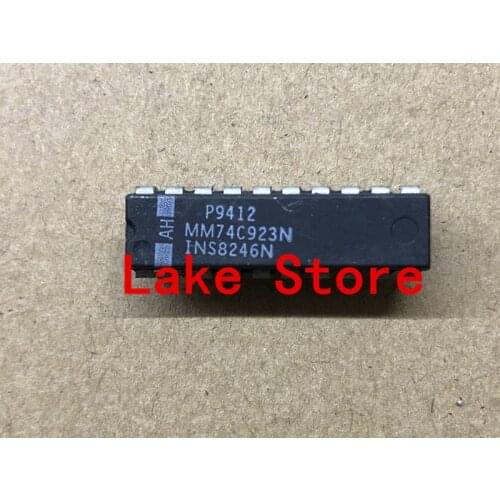 AH
P9412
MM74C923N
INS8246N
Lake Store